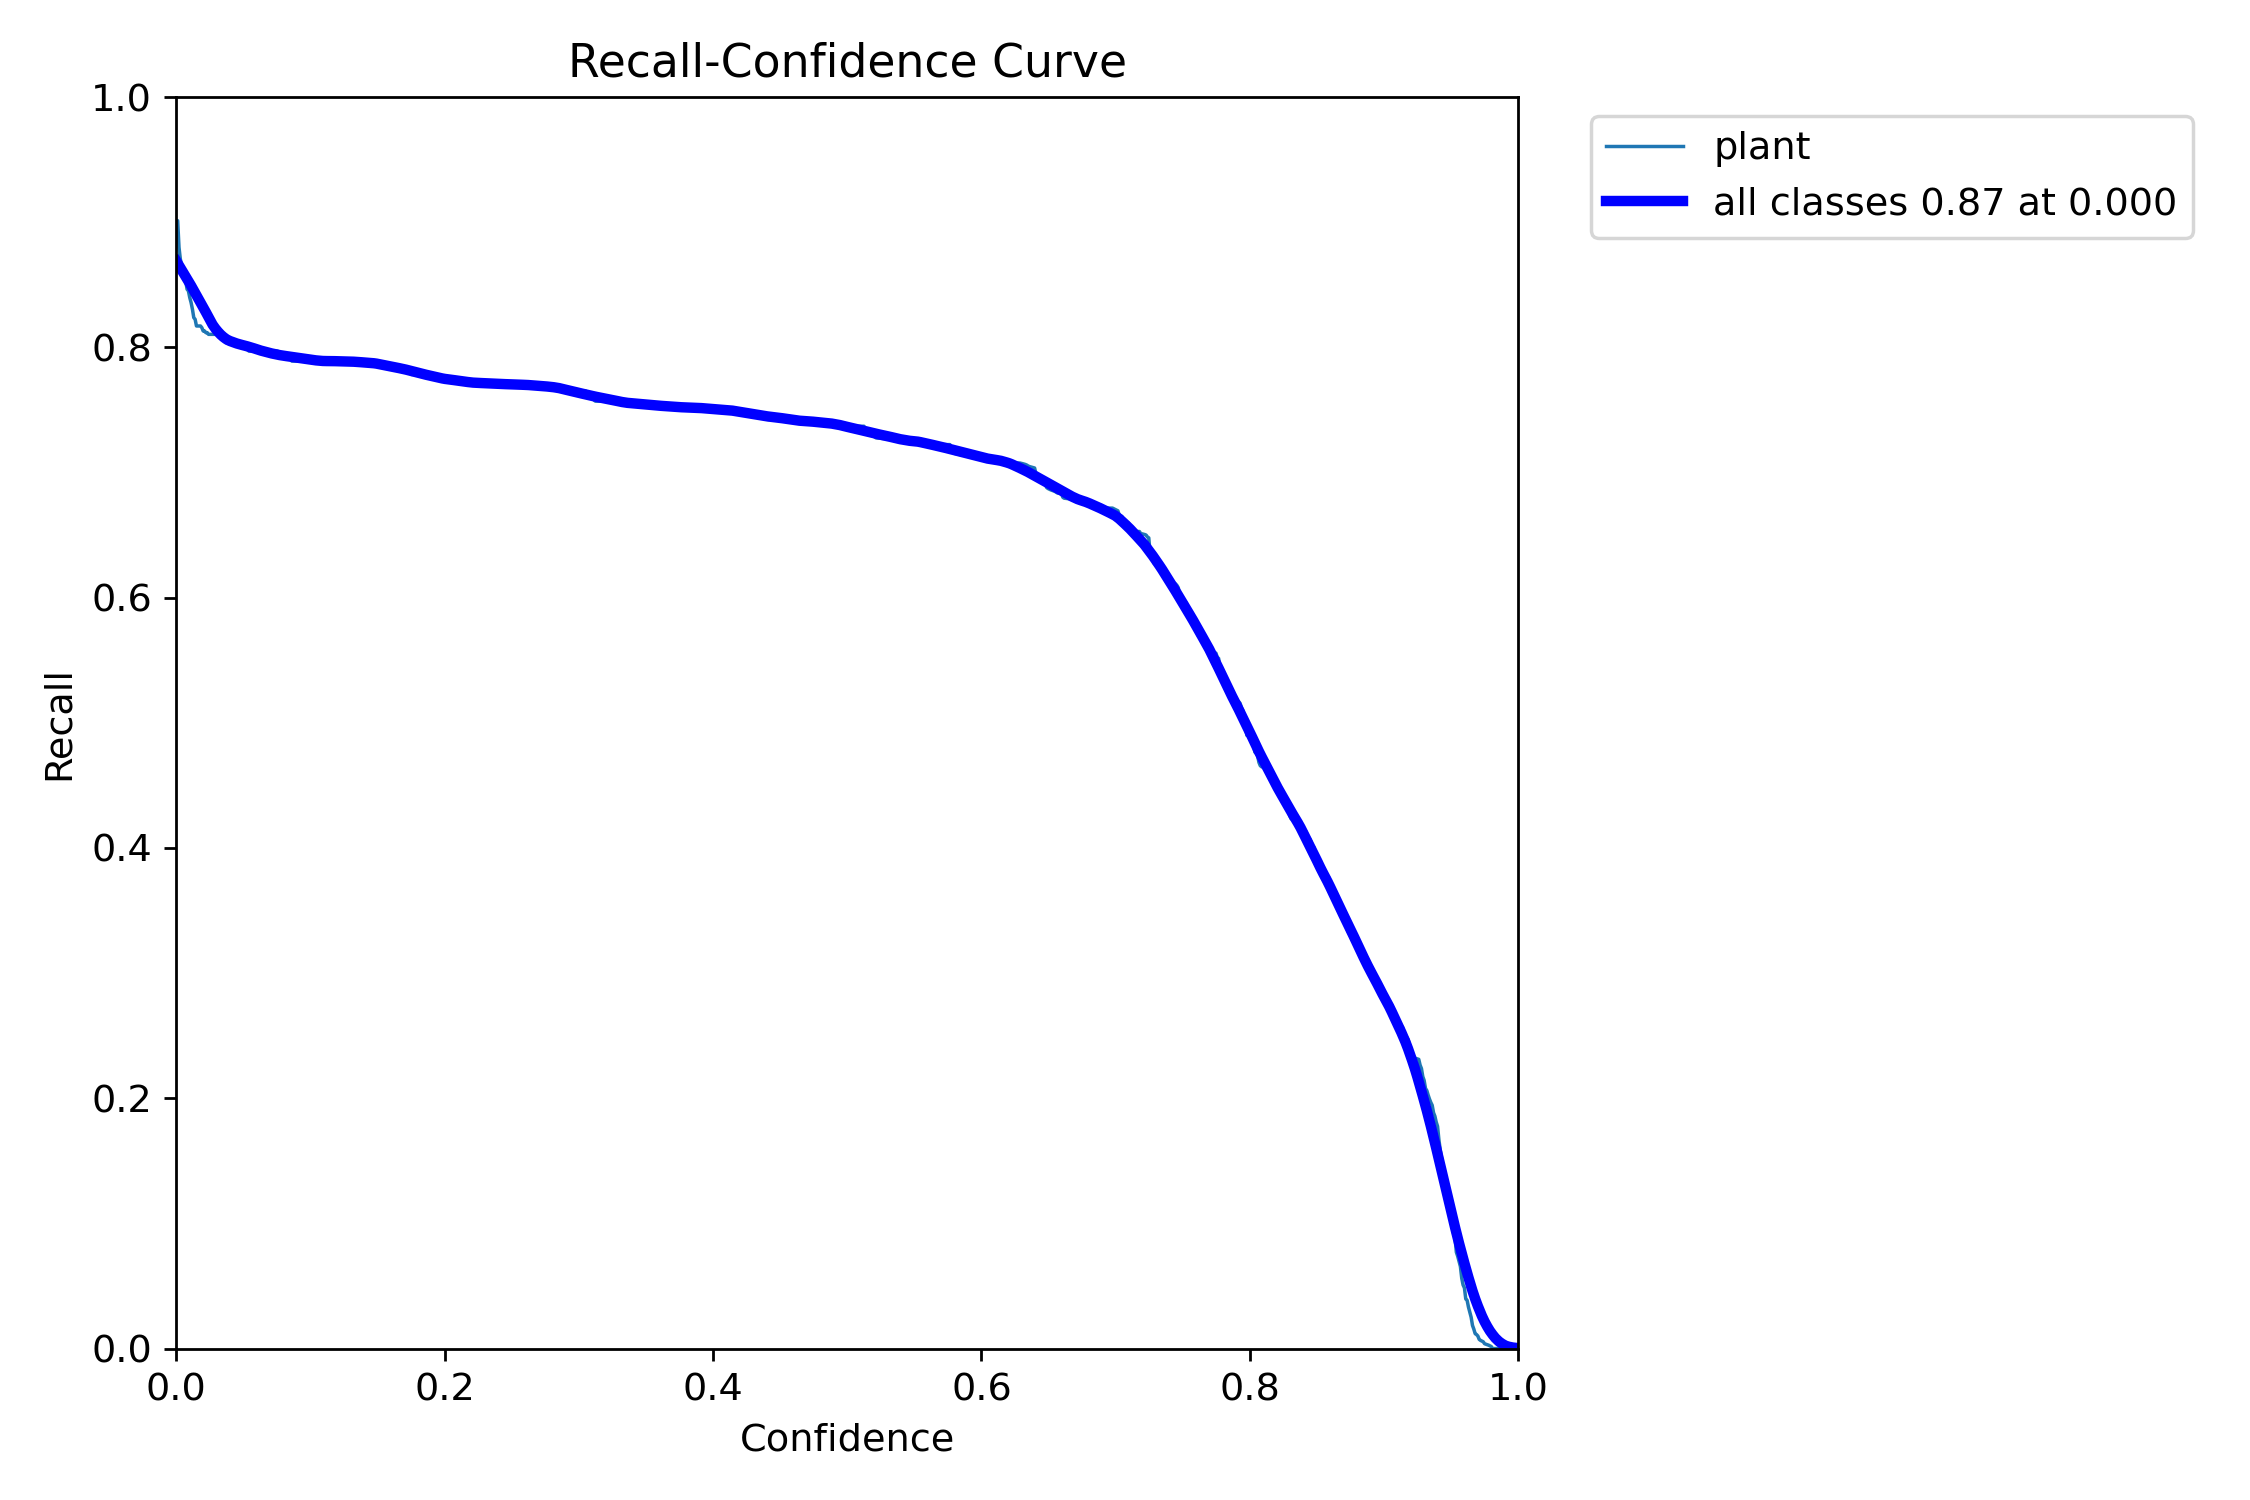 Recall-Confidence Curve
1.0
0.8
0.6
0.4
0.2
0.0
Recall
0.0 0.2 0.4 0.6 0.8 1.0
Confidence
plant
all classes 0.87 at 0.000